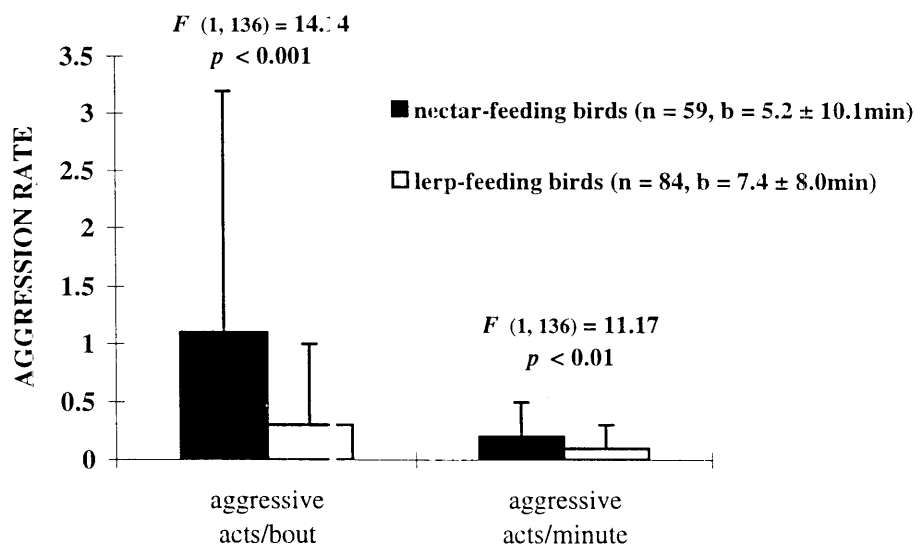 F (1, 136) =
p < 0.001
3.5
3
2.5
2
1.5
1
0.5
0
AGGRESSION RATE
nectar-feeding birds (n = 59, b = 5.2 ± 10.1min)
lerp-feeding birds (n = 84, b = 7.4 ± 8.0min)
F (1, 136) = 11.17
p < 0.01
aggressive
acts/bout
aggressive
acts/minute